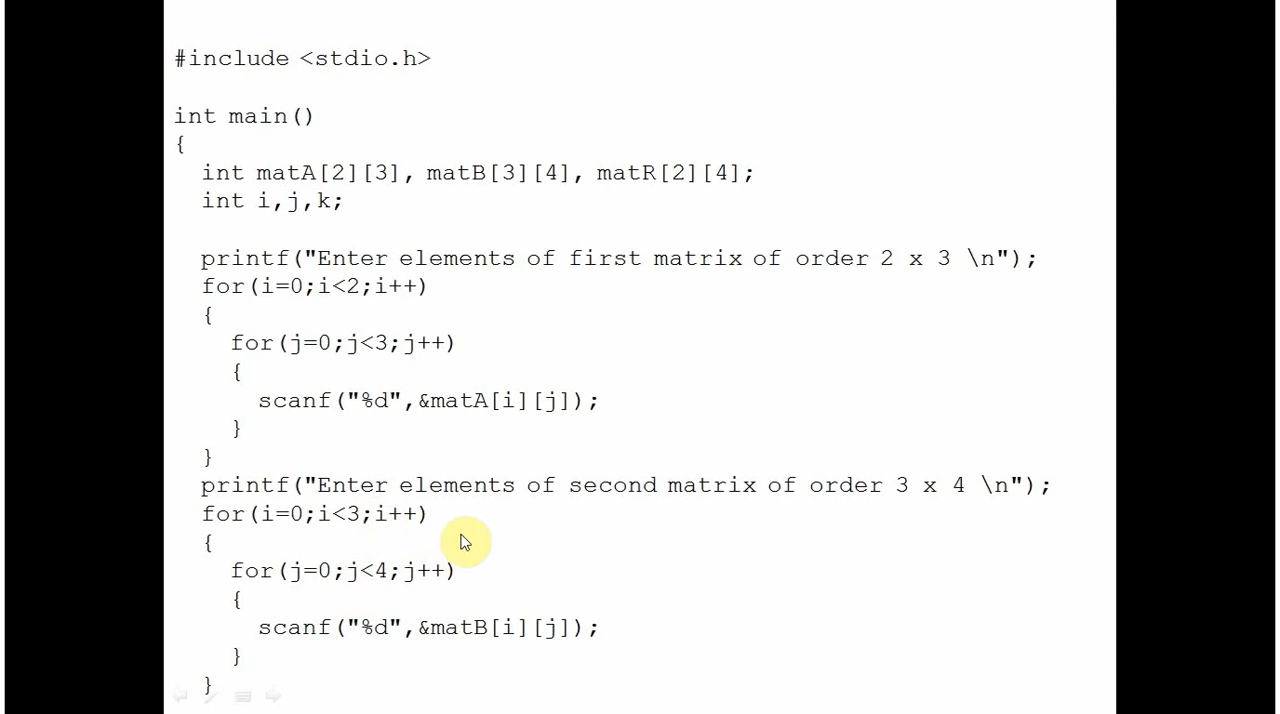 #include <stdio.h>
int main()
{
int matA[2][3], matB[3][4], matR[2][4];
int i,j,k;
printf("Enter elements of first matrix of order 2 x 3 \n");
for(i=0;i<2;i++)
{
for(j=0;j<3;j++)
{
scanf("%d",&matA[i][j]);
}
}
printf("Enter elements of second matrix of order 3 x 4 \n");
for(i=0;i<3;i++)
{
for(j=0;j<4;j++)
{
scanf("%d",&matB[i][j]);
}
}